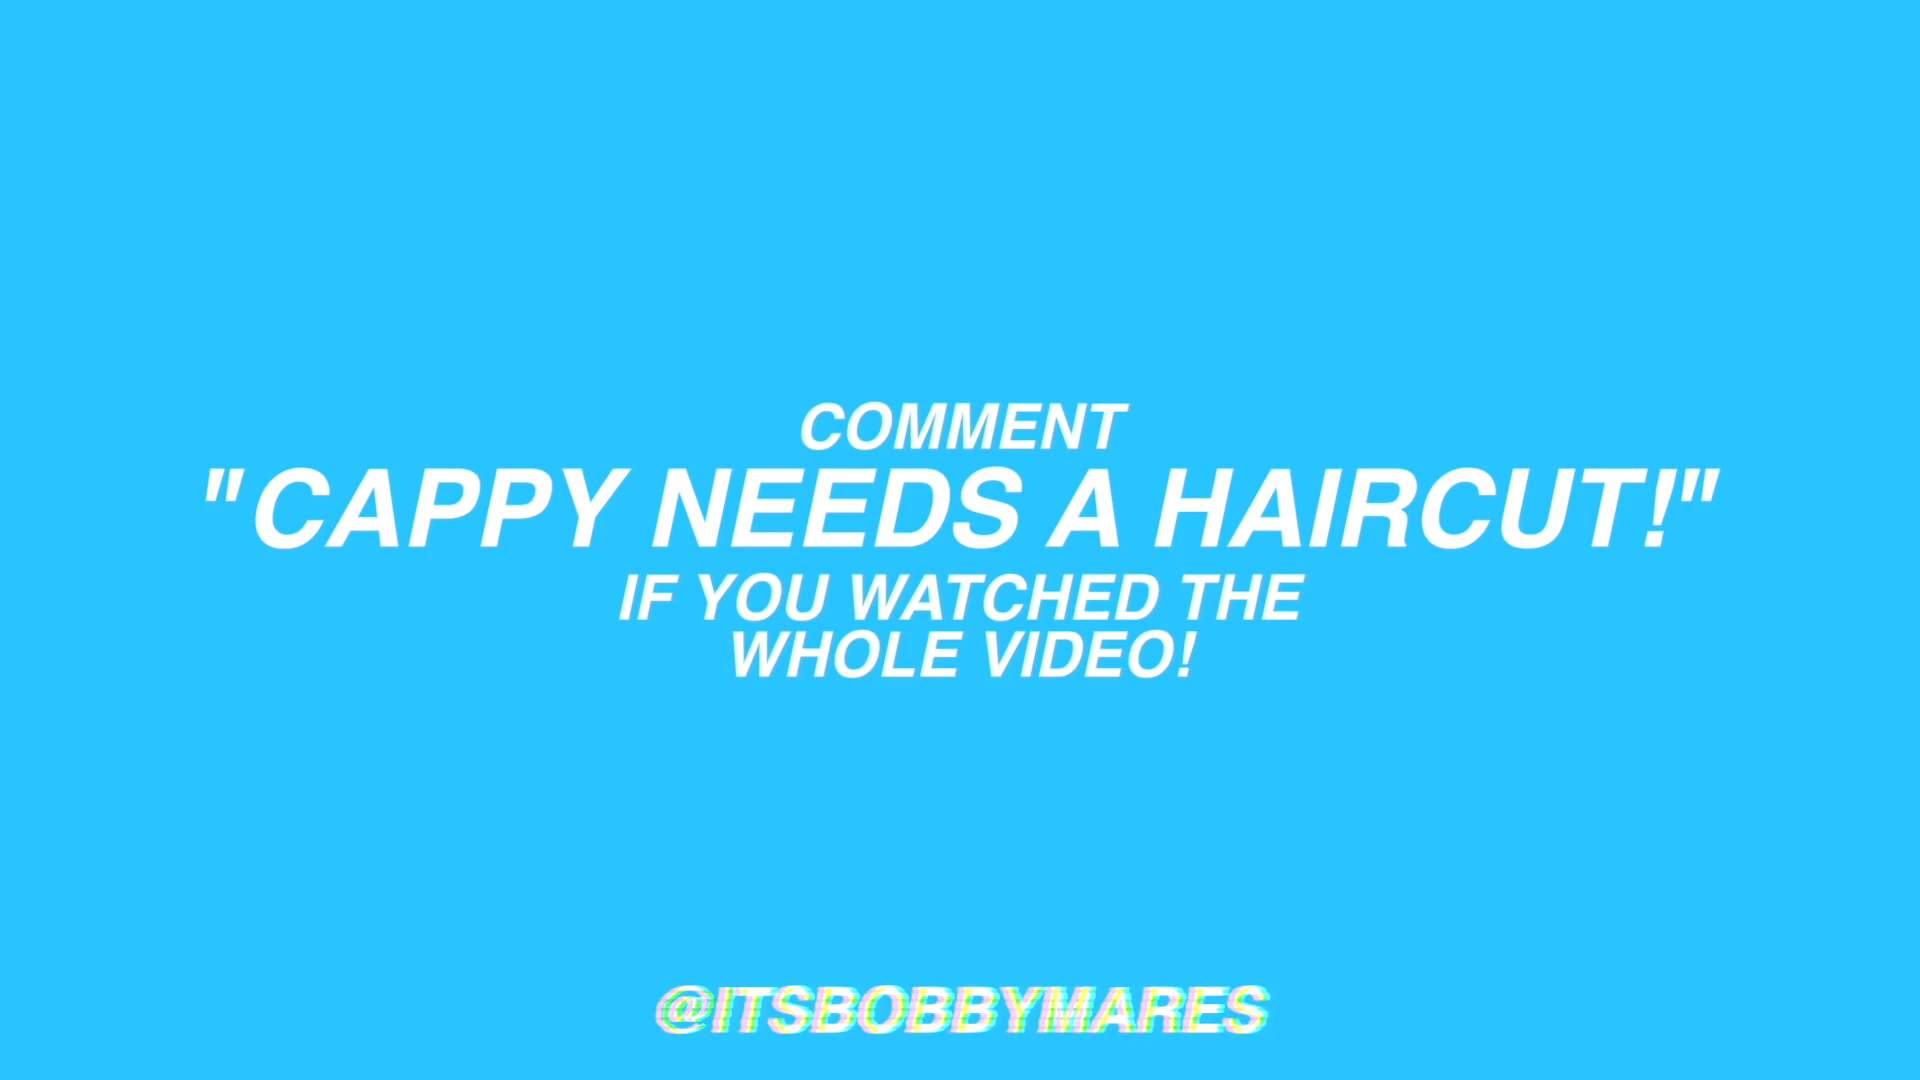 COMMENT
"CAPPY NEEDS A HAIRCUT!"
IF YOU WATCHED THE
WHOLE VIDEO!
@ITSBOBBYMARES